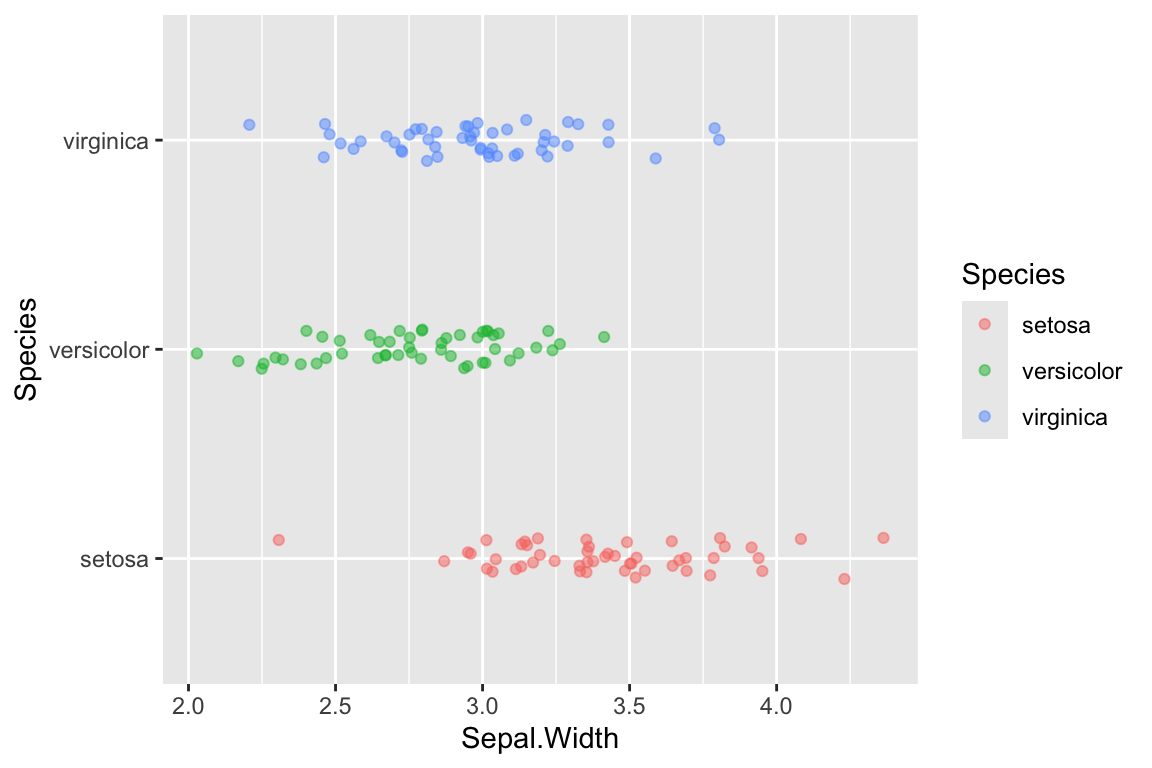 virginica
versicolor
setosa
Species
2.0 2.5 3.0 3.5 4.0
Sepal.Width
Species
setosa
versicolor
virginica